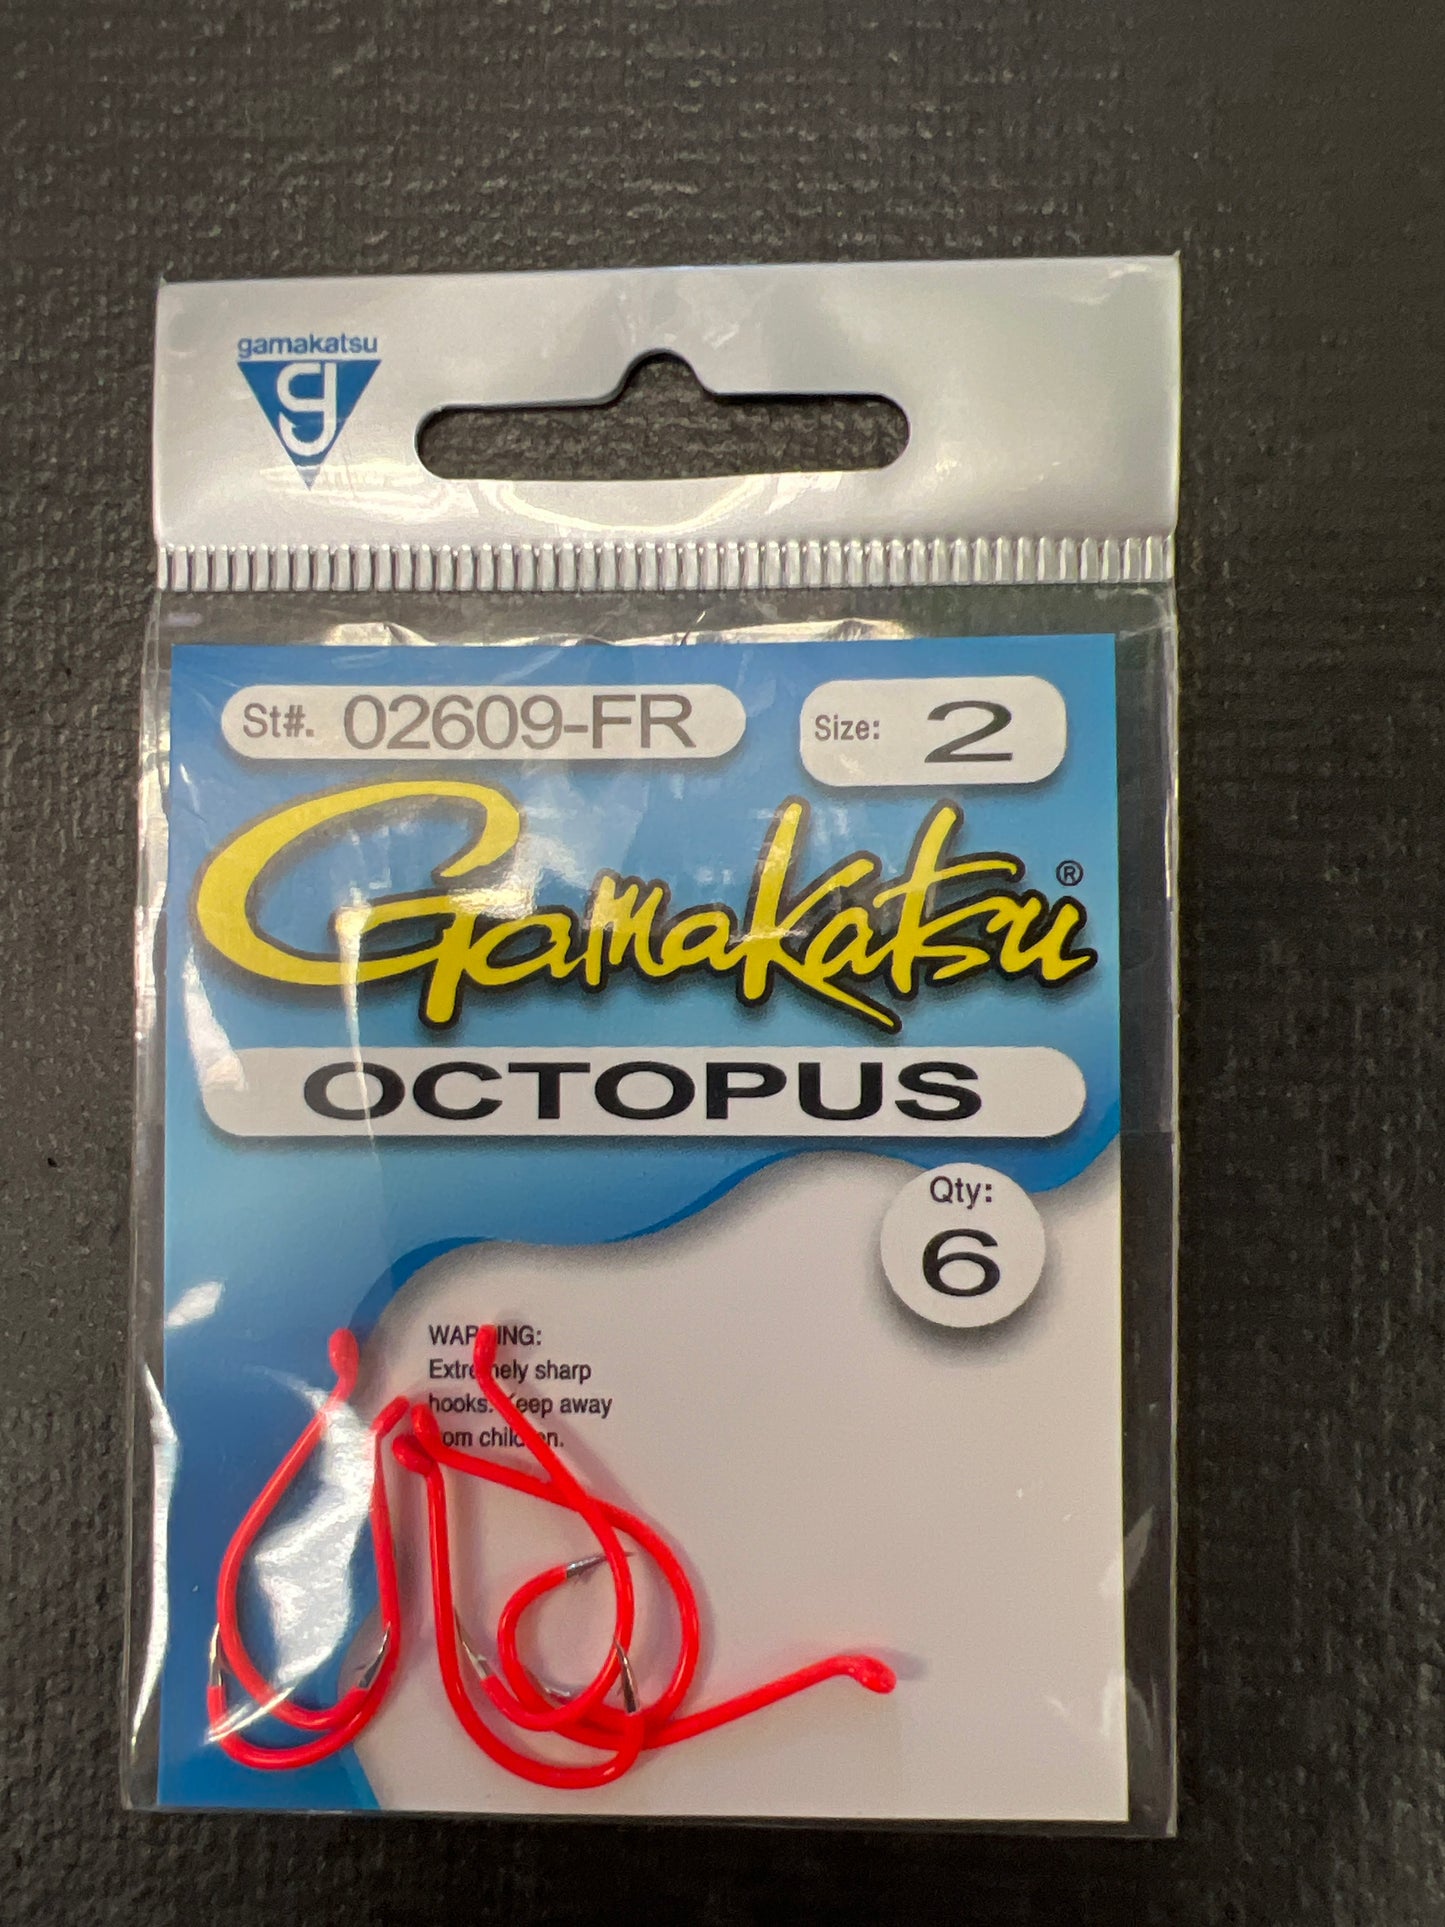 gamakatsu
g
St#. 02609-FR
Size: 2
Gamakatsu ®
OCTOPUS
Qty:
6
WARNING:
Extremely sharp
hooks. Keep away
from children.